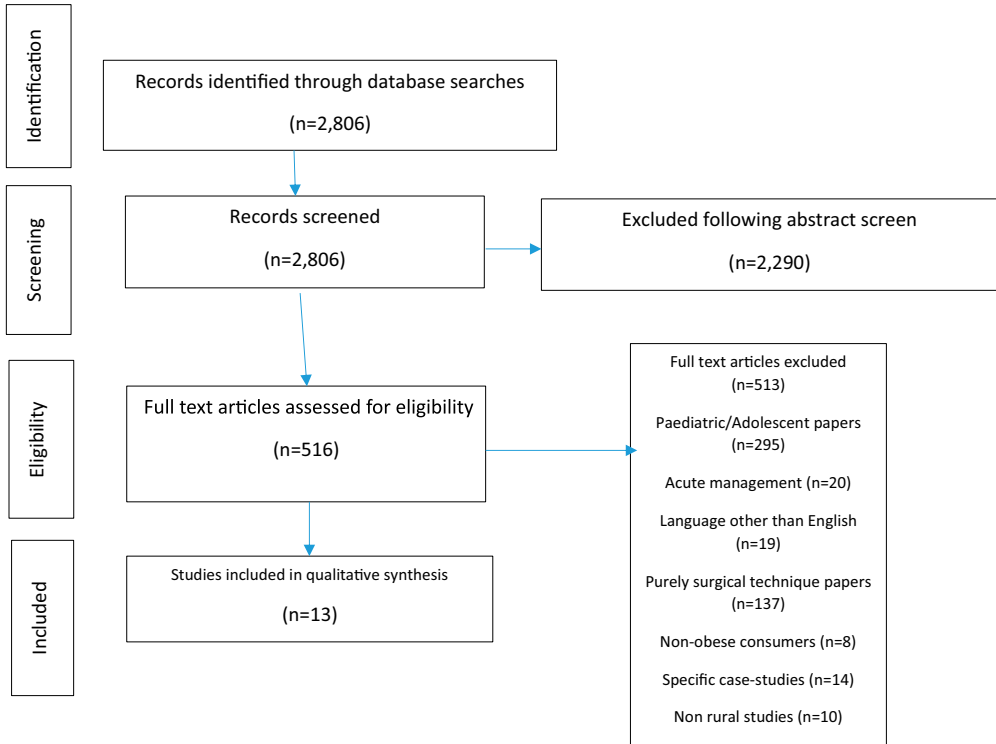 Identification
Records identified through database searches
(n=2,806)
Screening
Records screened
(n=2,806)
Excluded following abstract screen
(n=2,290)
Eligibility
Full text articles assessed for eligibility
(n=516)
Full text articles excluded
(n=513)
Paediatric/Adolescent papers
(n=295)
Acute management (n=20)
Language other than English
(n=19)
Purely surgical technique papers
(n=137)
Non-obese consumers (n=8)
Specific case-studies (n=14)
Non rural studies (n=10)
Included
Studies included in qualitative synthesis
(n=13)